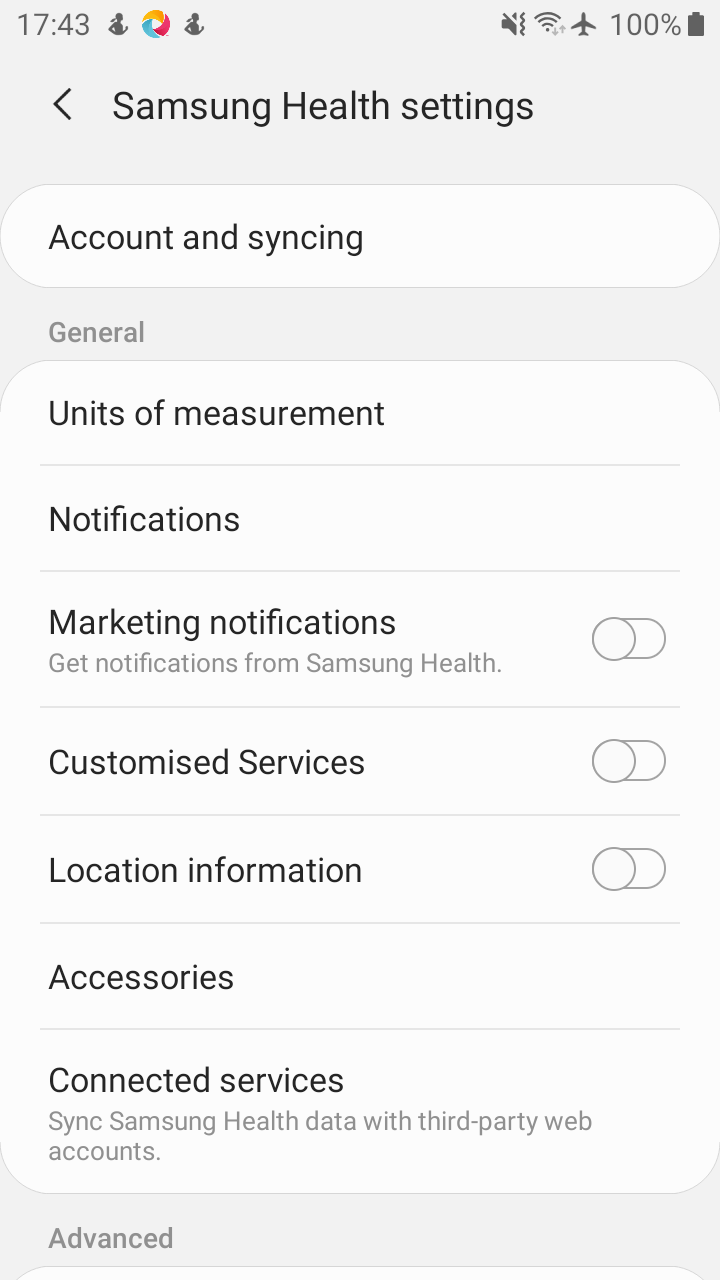 17:43
100%
Samsung Health settings
Account and syncing
General
Units of measurement
Notifications
Marketing notifications
Get notifications from Samsung Health.
Customised Services
Location information
Accessories
Connected services
Sync Samsung Health data with third-party web
accounts.
Advanced